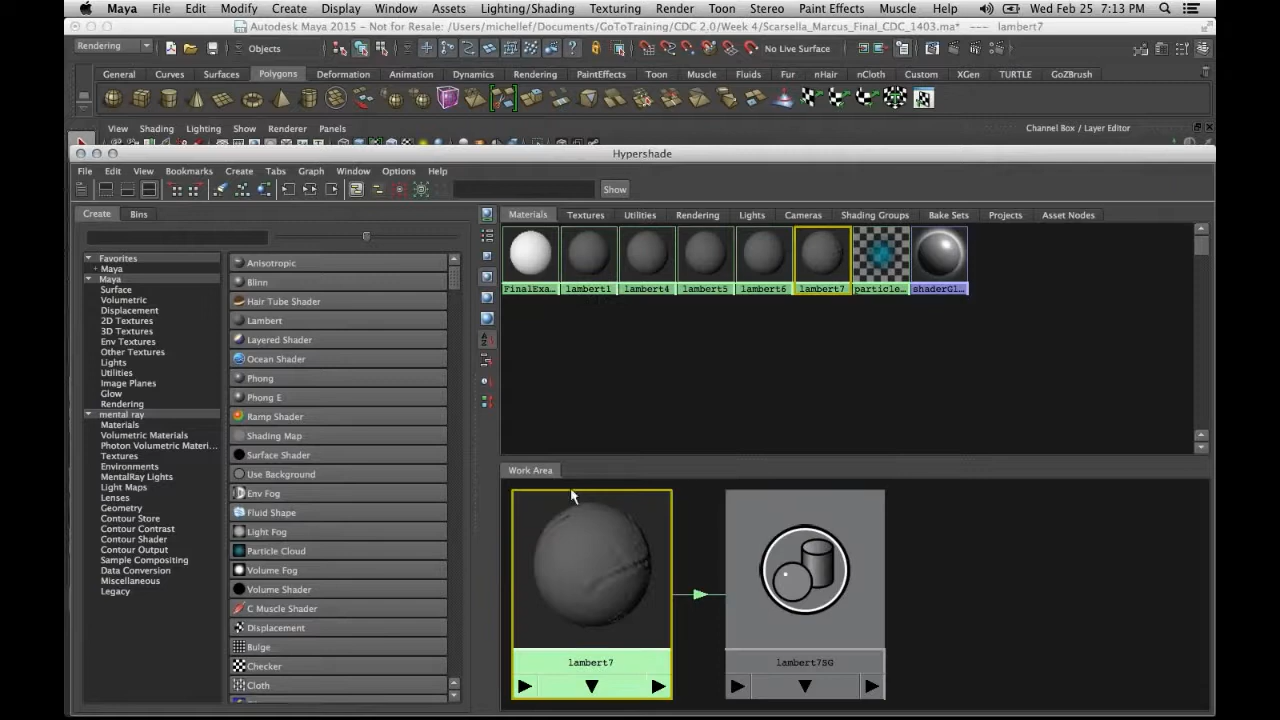 Maya File Edit Modify Create Display Window Assets Lighting/Shading Texturing Render Toon Stereo Paint Effects Muscle Help Wed Feb 25 7:13 PM
Autodesk Maya 2015 - Not for Resale: /Users/michellef/Documents/GoToTraining/CDC 2.0/Week 4/Scarsella_Marcus_Final_CDC_1403.ma* --- lambert7
Rendering Objects No Live Surface
General Curves Surfaces Polygons Deformation Animation Dynamics Rendering PaintEffects Toon Muscle Fluids Fur nHair nCloth Custom XGen TURTLE GoZBrush
View Shading Lighting Show Renderer Panels Channel Box / Layer Editor
Hypershade
File Edit View Bookmarks Create Tabs Graph Window Options Help
Show
Create Bins
Materials Textures Utilities Rendering Lights Cameras Shading Groups Bake Sets Projects Asset Nodes
FinalExa... lambert1 lambert4 lambert5 lambert6 lambert7 particle... shaderGl...
Favorites
+ Maya
Maya
Surface
Volumetric
Displacement
2D Textures
3D Textures
Env Textures
Other Textures
Lights
Utilities
Image Planes
Glow
Rendering
mental ray
Materials
Volumetric Materials
Photon Volumetric Materi...
Textures
Environments
MentalRay Lights
Light Maps
Lenses
Geometry
Contour Store
Contour Contrast
Contour Shader
Contour Output
Sample Compositing
Data Conversion
Miscellaneous
Legacy
Anisotropic
Blinn
Hair Tube Shader
Lambert
Layered Shader
Ocean Shader
Phong
Phong E
Ramp Shader
Shading Map
Surface Shader
Use Background
Env Fog
Fluid Shape
Light Fog
Particle Cloud
Volume Fog
Volume Shader
C Muscle Shader
Displacement
Bulge
Checker
Cloth
Work Area
lambert7 lambert7SG